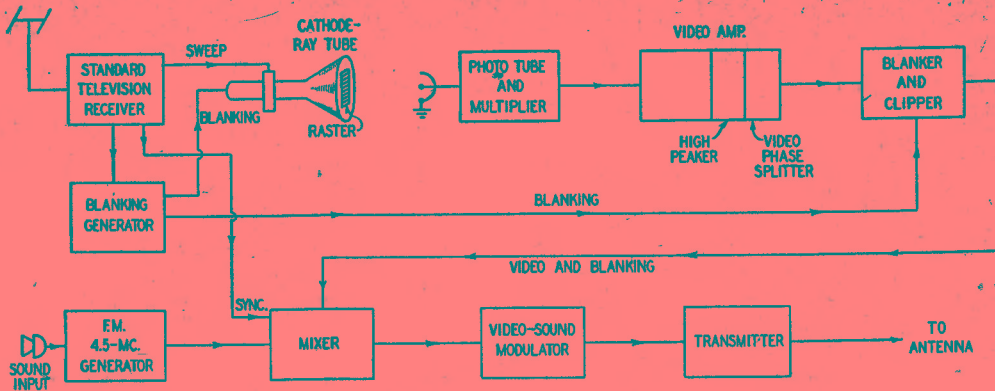 CATHODE-
RAY TUBE
VIDEO AMP.
SWEEP
STANDARD
TELEVISION
RECEIVER
PHOTO TUBE
AND
MULTIPLIER
BLANKER
AND
CLIPPER
BLANKING
RASTER
HIGH
PEAKER
VIDEO
PHASE
SPLITTER
BLANKING
GENERATOR
BLANKING
VIDEO AND BLANKING
SYNC.
F.M.
4.5-MC.
GENERATOR
SOUND
INPUT
MIXER
VIDEO-SOUND
MODULATOR
TRANSMITTER
TO
ANTENNA